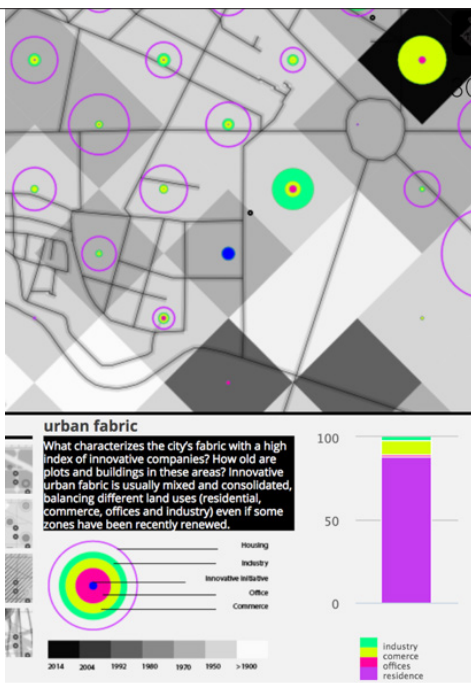 urban fabric
What characterizes the city's fabric with a high
index of innovative companies? How old are
plots and buildings in these areas? Innovative
urban fabric is usually mixed and consolidated,
balancing different land uses (residential,
commerce, offices and industry) even if some
zones have been recently renewed.
Housing
Industry
Innovative initiative
Office
Commerce
2014 2004 1992 1980 1970 1950 >1900
100
50
0
industry
comerce
offices
residence